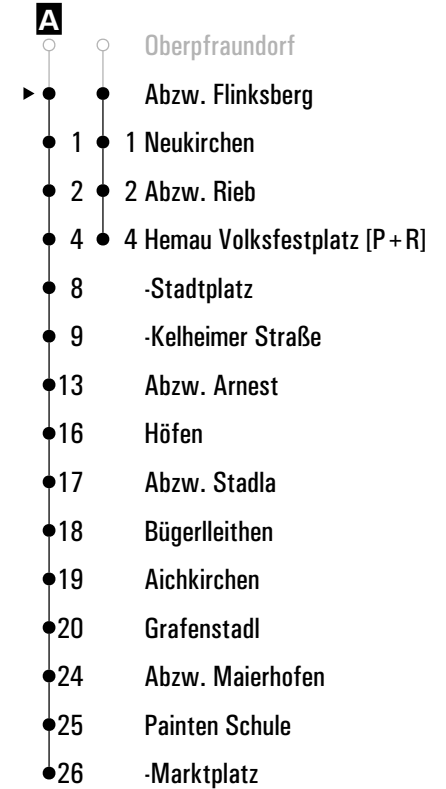 A
Oberpfraundorf
Abzw. Flinksberg
1 1 Neukirchen
2 2 Abzw. Rieb
4 4 Hemau Volksfestplatz [P+R]
8 -Stadtplatz
9 -Kelheimer Straße
13 Abzw. Arnest
16 Höfen
17 Abzw. Stadla
18 Bügerlleithen
19 Aichkirchen
20 Grafenstadl
24 Abzw. Maierhofen
25 Painten Schule
26 -Marktplatz